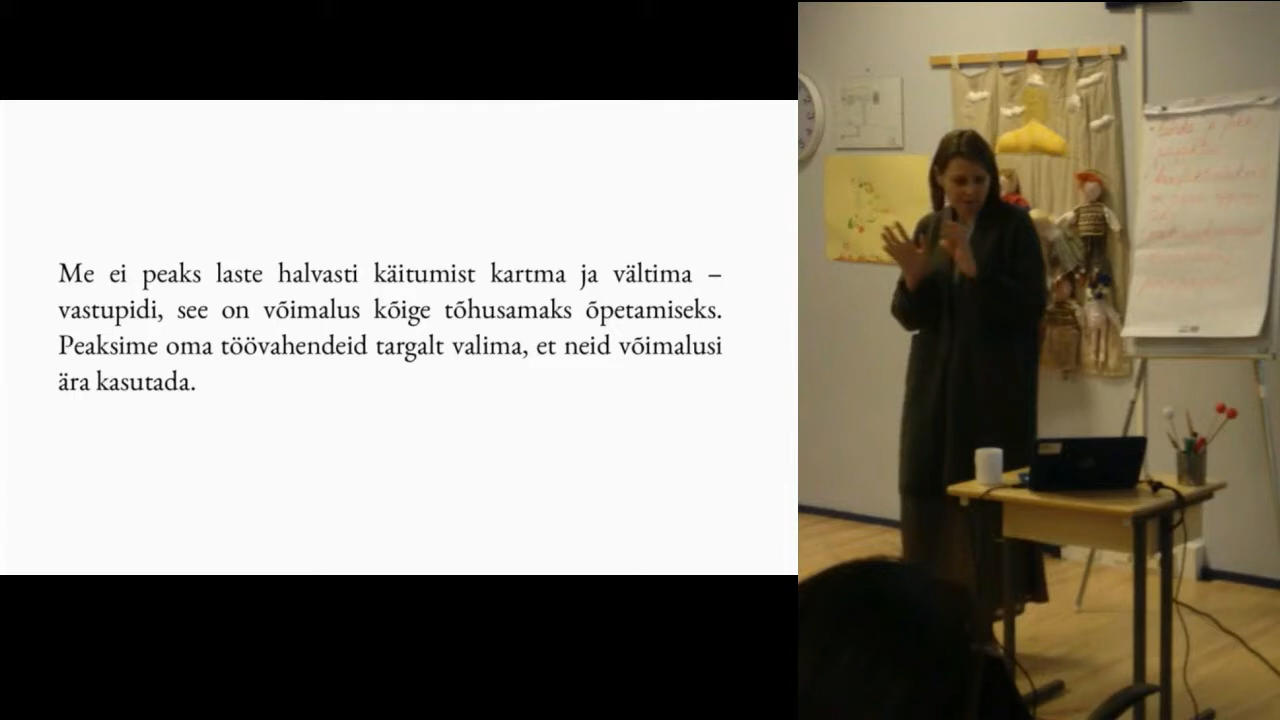 Me ei peaks laste halvasti käitumist kartma ja vältima –
vastupidi, see on võimalus kõige tõhusamaks õpetamiseks.
Peaksime oma töövahendeid targalt valima, et neid võimalusi
ära kasutada.